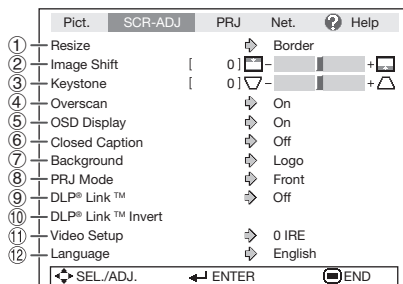 Pict. SCR-ADJ PRJ Net. ? Help
① Resize Border
② Image Shift [ 0 ] − +
③ Keystone [ 0 ] − +
④ Overscan On
⑤ OSD Display On
⑥ Closed Caption Off
⑦ Background Logo
⑧ PRJ Mode Front
⑨ DLP® Link ™ Off
⑩ DLP® Link ™ Invert
⑪ Video Setup 0 IRE
⑫ Language English
SEL./ADJ. ENTER END